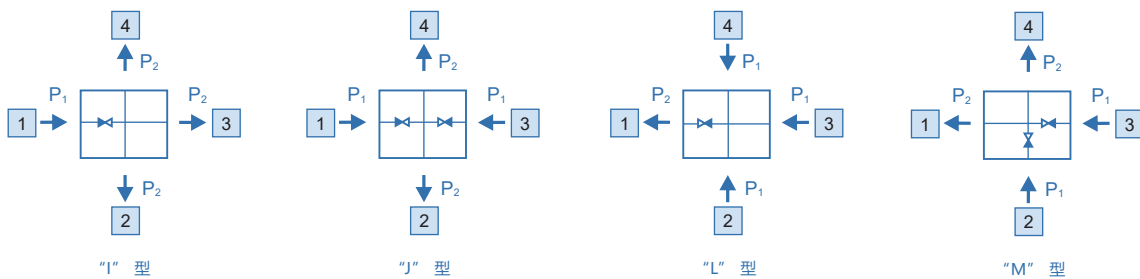 4 4 4 4
P₂ P₂ P₁ P₂
P₁ P₂ P₁ P₁ P₂ P₁ P₂ P₁
1 3 1 3 1 3 1 3
P₂ P₂ P₁ P₁
2 2 2 2
“I” 型 “J” 型 “L” 型 “M” 型